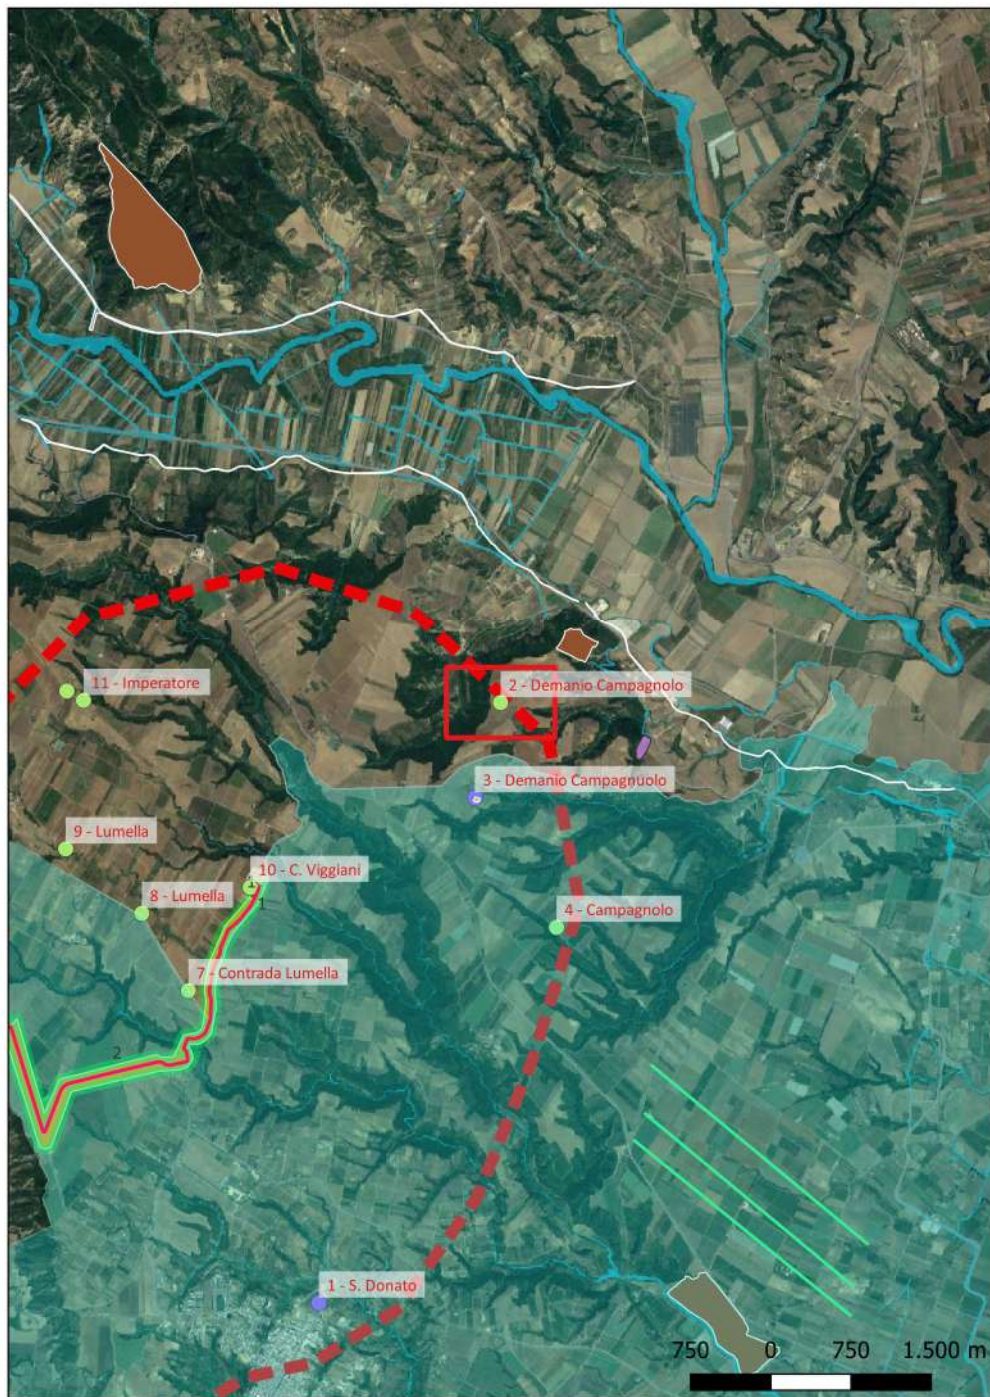 11 - Imperatore
2 - Demanio Campagnolo
3 - Demanio Campagnuolo
9 - Lumella
10 - C. Viggiani
1
8 - Lumella
4 - Campagnolo
7 - Contrada Lumella
2
1 - S. Donato
750 0 750 1.500 m